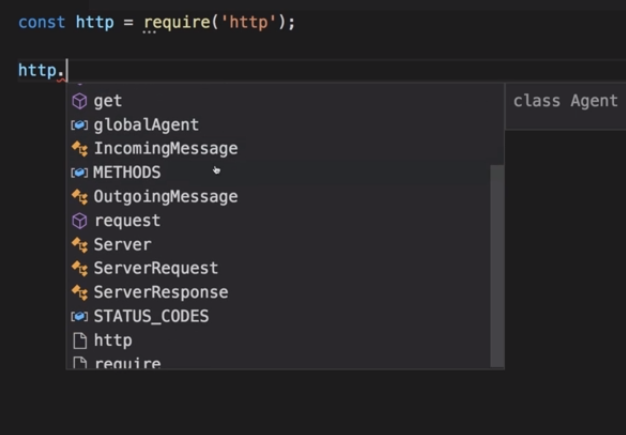 const http = require('http');
http.
get
class Agent
globalAgent
IncomingMessage
METHODS
OutgoingMessage
request
Server
ServerRequest
ServerResponse
STATUS_CODES
http
require